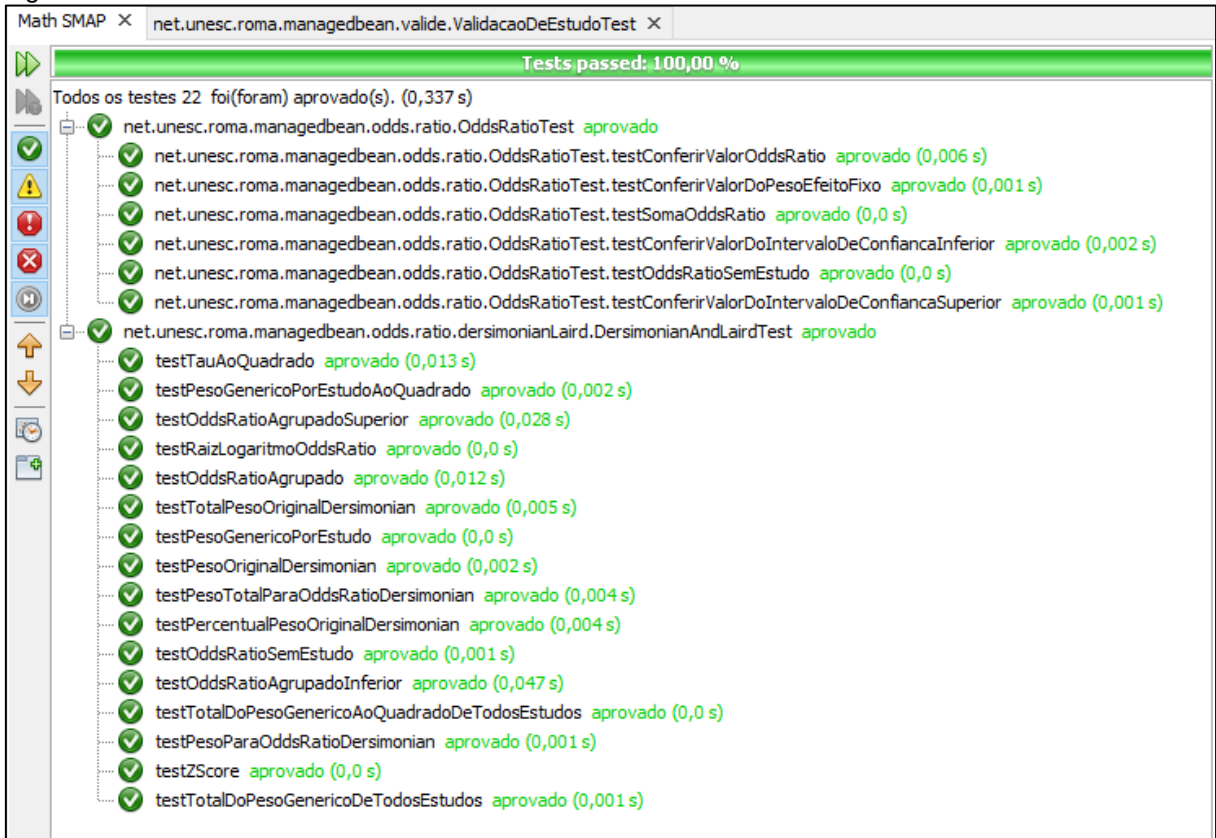 Math SMAP ×
net.unesc.roma.managedbean.valide.ValidacaoDeEstudoTest ×
Tests passed: 100,00 %
Todos os testes 22 foi(foram) aprovado(s). (0,337 s)
net.unesc.roma.managedbean.odds.ratio.OddsRatioTest aprovado
net.unesc.roma.managedbean.odds.ratio.OddsRatioTest.testConferirValorOddsRatio aprovado (0,006 s)
net.unesc.roma.managedbean.odds.ratio.OddsRatioTest.testConferirValorDoPesoEfeitoFixo aprovado (0,001 s)
net.unesc.roma.managedbean.odds.ratio.OddsRatioTest.testSomaOddsRatio aprovado (0,0 s)
net.unesc.roma.managedbean.odds.ratio.OddsRatioTest.testConferirValorDoIntervaloDeConfiancaInferior aprovado (0,002 s)
net.unesc.roma.managedbean.odds.ratio.OddsRatioTest.testOddsRatioSemEstudo aprovado (0,0 s)
net.unesc.roma.managedbean.odds.ratio.OddsRatioTest.testConferirValorDoIntervaloDeConfiancaSuperior aprovado (0,001 s)
net.unesc.roma.managedbean.odds.ratio.dersimonianLaird.DersimonianAndLairdTest aprovado
testTauAoQuadrado aprovado (0,013 s)
testPesoGenericoPorEstudoAoQuadrado aprovado (0,002 s)
testOddsRatioAgrupadoSuperior aprovado (0,028 s)
testRaizLogaritmoOddsRatio aprovado (0,0 s)
testOddsRatioAgrupado aprovado (0,012 s)
testTotalPesoOriginalDersimonian aprovado (0,005 s)
testPesoGenericoPorEstudo aprovado (0,0 s)
testPesoOriginalDersimonian aprovado (0,002 s)
testPesoTotalParaOddsRatioDersimonian aprovado (0,004 s)
testPercentualPesoOriginalDersimonian aprovado (0,004 s)
testOddsRatioSemEstudo aprovado (0,001 s)
testOddsRatioAgrupadoInferior aprovado (0,047 s)
testTotalDoPesoGenericoAoQuadradoDeTodosEstudos aprovado (0,0 s)
testPesoParaOddsRatioDersimonian aprovado (0,001 s)
testZScore aprovado (0,0 s)
testTotalDoPesoGenericoDeTodosEstudos aprovado (0,001 s)